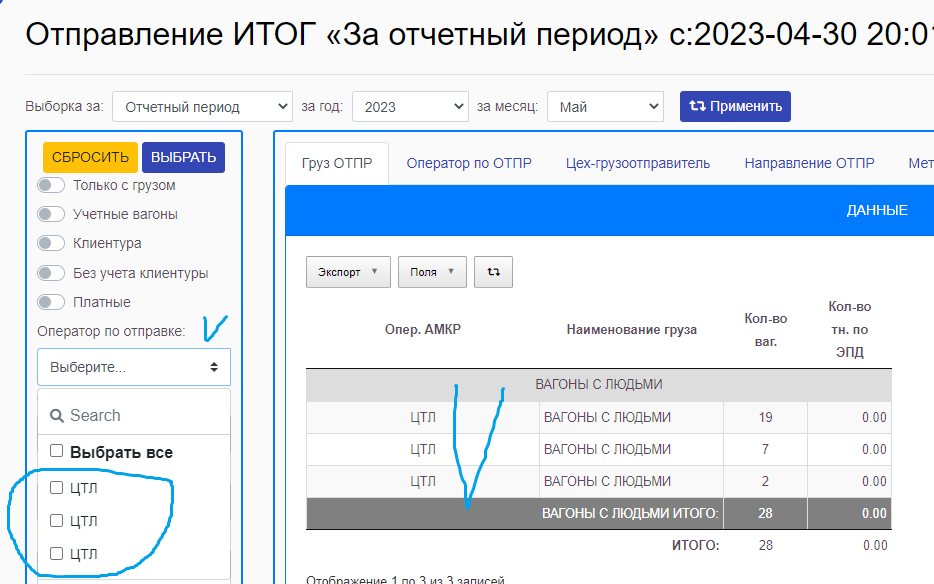 Отправление ИТОГ «За отчетный период» с:2023-04-30 20:01
Выборка за: Отчетный период за год: 2023 за месяц: Май Применить
СБРОСИТЬ ВЫБРАТЬ
Только с грузом
Учетные вагоны
Клиентура
Без учета клиентуры
Платные
Оператор по отправке:
Выберите...
Search
Выбрать все
ЦТЛ
ЦТЛ
ЦТЛ
Груз ОТПР Оператор по ОТПР Цех-грузоотправитель Направление ОТПР Мет
ДАННЫЕ
Экспорт Поля
Опер. АМКР Наименование груза Кол-во ваг. Кол-во тн. по ЭПД
ВАГОНЫ С ЛЮДЬМИ
ЦТЛ ВАГОНЫ С ЛЮДЬМИ 19 0.00
ЦТЛ ВАГОНЫ С ЛЮДЬМИ 7 0.00
ЦТЛ ВАГОНЫ С ЛЮДЬМИ 2 0.00
ВАГОНЫ С ЛЮДЬМИ ИТОГО: 28 0.00
ИТОГО: 28 0.00
Отображение 1 по 3 из 3 записей